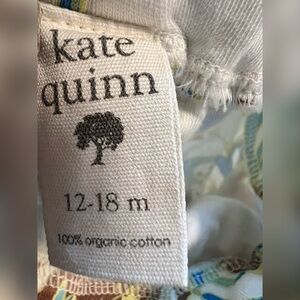 kate
quinn
12-18 m
100% organic cotton